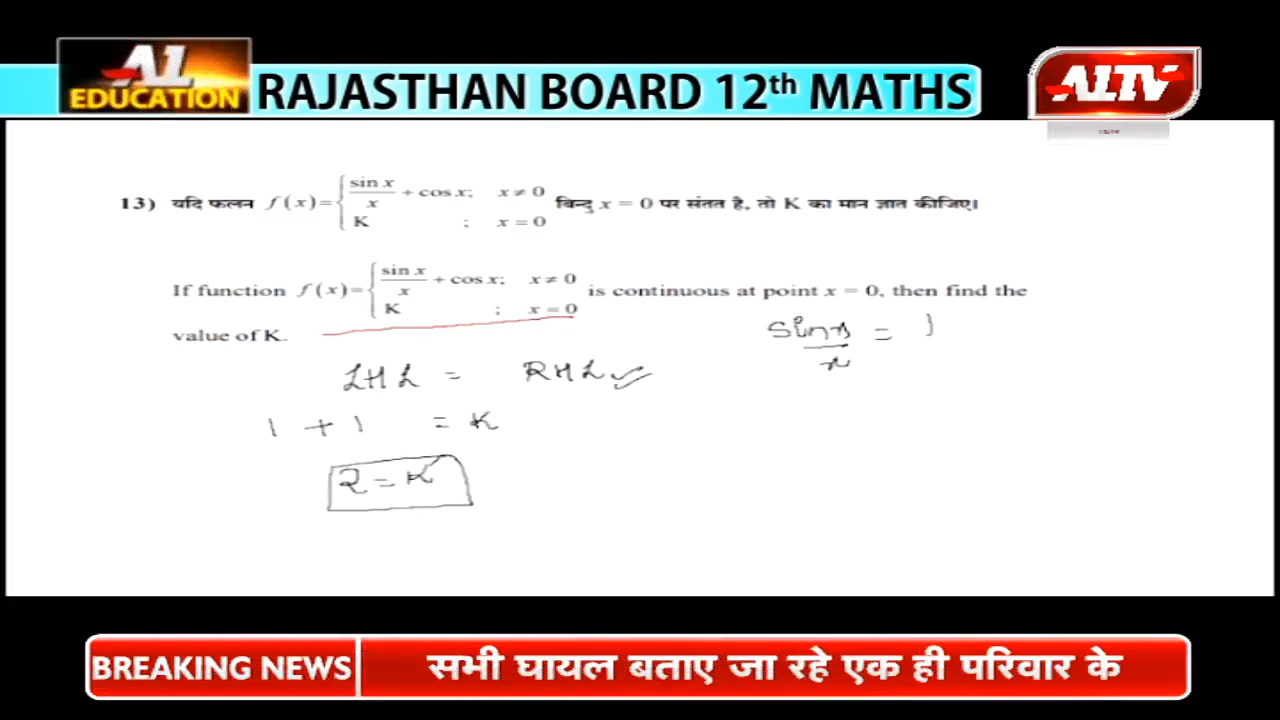 A1
EDUCATION
RAJASTHAN BOARD 12th MATHS
A1TV
13) यदि फलन f(x)={ sin x/x + cos x; x≠0 बिन्दु x = 0 पर संतत है, तो K का मान ज्ञात कीजिए।
K ; x=0
If function f(x)={ sin x/x + cos x; x≠0 is continuous at point x = 0, then find the
K ; x=0
value of K.
sin x/x = 1
LHL = RHL
1 + 1 = K
2 = K
BREAKING NEWS सभी घायल बताए जा रहे एक ही परिवार के